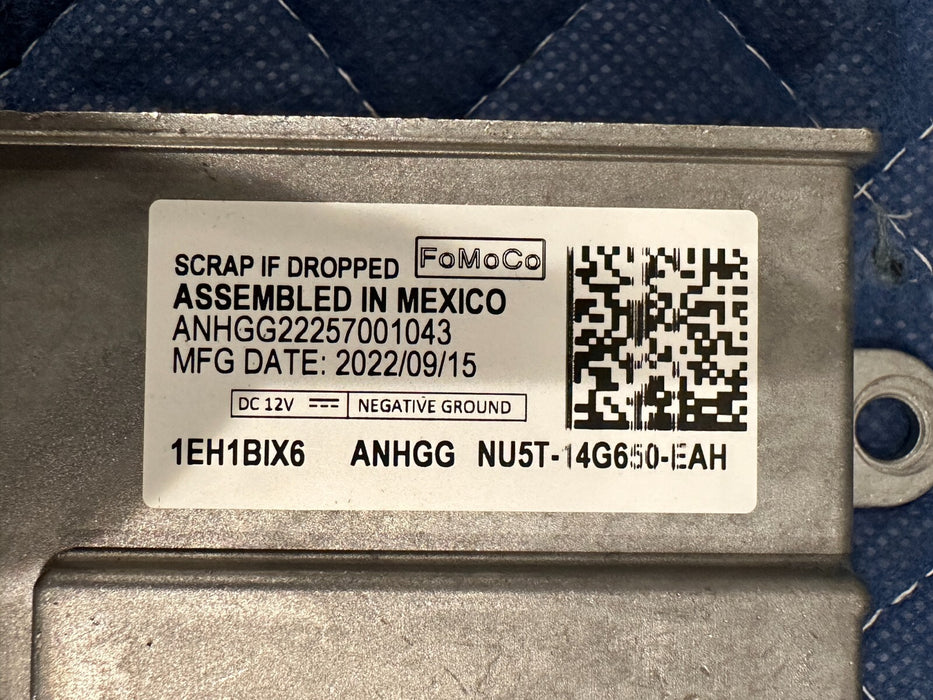 SCRAP IF DROPPED FoMoCo
ASSEMBLED IN MEXICO
ANHGG22257001043
MFG DATE: 2022/09/15
DC 12V NEGATIVE GROUND
1EH1BIX6 ANHGG NU5T-14G650-EAH